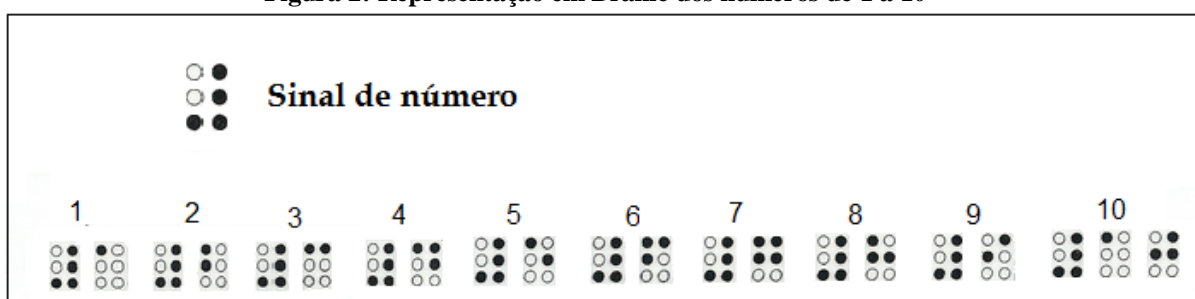 Figura 2: Representação em Braille dos números de 1 a 10
Sinal de número
1 2 3 4 5 6 7 8 9 10